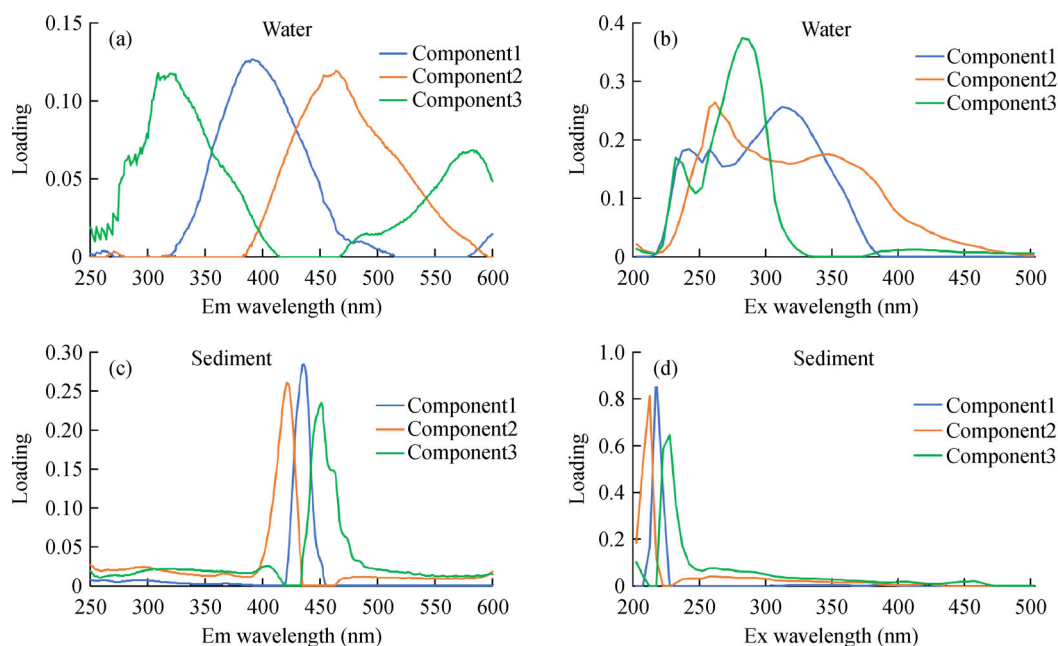 (a) Water
Component1
Component2
Component3
Loading
0.15
0.10
0.05
0
250 300 350 400 450 500 550 600
Em wavelength (nm)
(b) Water
Component1
Component2
Component3
Loading
0.4
0.3
0.2
0.1
0
200 250 300 350 400 450 500
Ex wavelength (nm)
(c) Sediment
Component1
Component2
Component3
Loading
0.30
0.25
0.20
0.15
0.10
0.05
0
250 300 350 400 450 500 550 600
Em wavelength (nm)
(d) Sediment
Component1
Component2
Component3
Loading
1.0
0.8
0.6
0.4
0.2
0
200 250 300 350 400 450 500
Ex wavelength (nm)